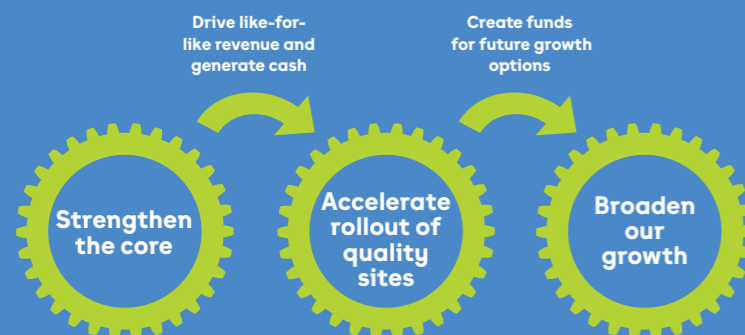 Drive like-for-
like revenue and
generate cash
Create funds
for future growth
options
Strengthen
the core
Accelerate
rollout of
quality
sites
Broaden
our
growth